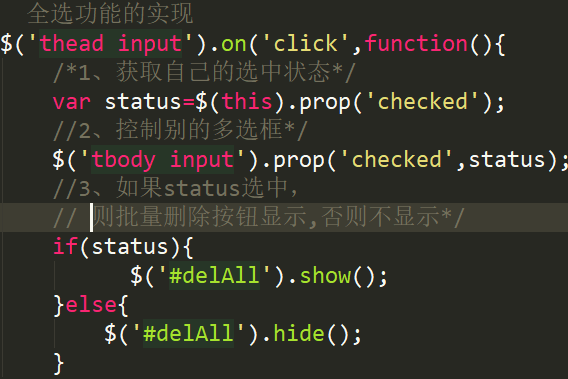 全选功能的实现
$('thead input').on('click',function(){
/*1、获取自己的选中状态*/
var status=$(this).prop('checked');
//2、控制别的多选框*/
$('tbody input').prop('checked',status);
//3、如果status选中，
// 则批量删除按钮显示,否则不显示*/
if(status){
$('#delAll').show();
}else{
$('#delAll').hide();
}